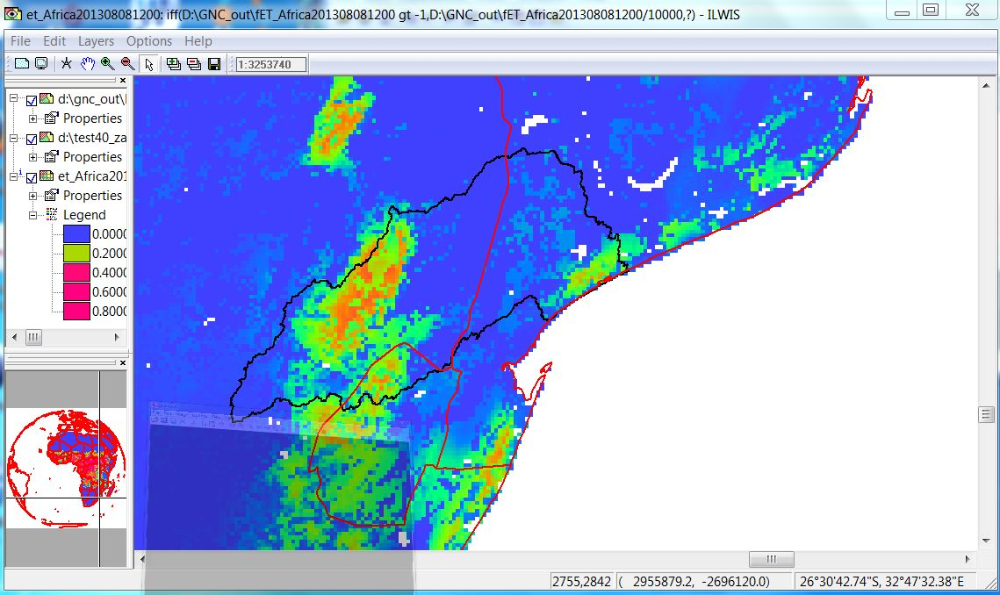 et_Africa201308081200: iff(D:\GNC_out\fET_Africa201308081200 gt -1,D:\GNC_out\fET_Africa201308081200/10000,?) - ILWIS
File Edit Layers Options Help
1:3253740
d:\gnc_out\
Properties
d:\test40_za
Properties
et_Africa201
Properties
Legend
0.0000
0.2000
0.4000
0.6000
0.8000
2755,2842 ( 2955879.2, -2696120.0) 26°30'42.74"S, 32°47'32.38"E